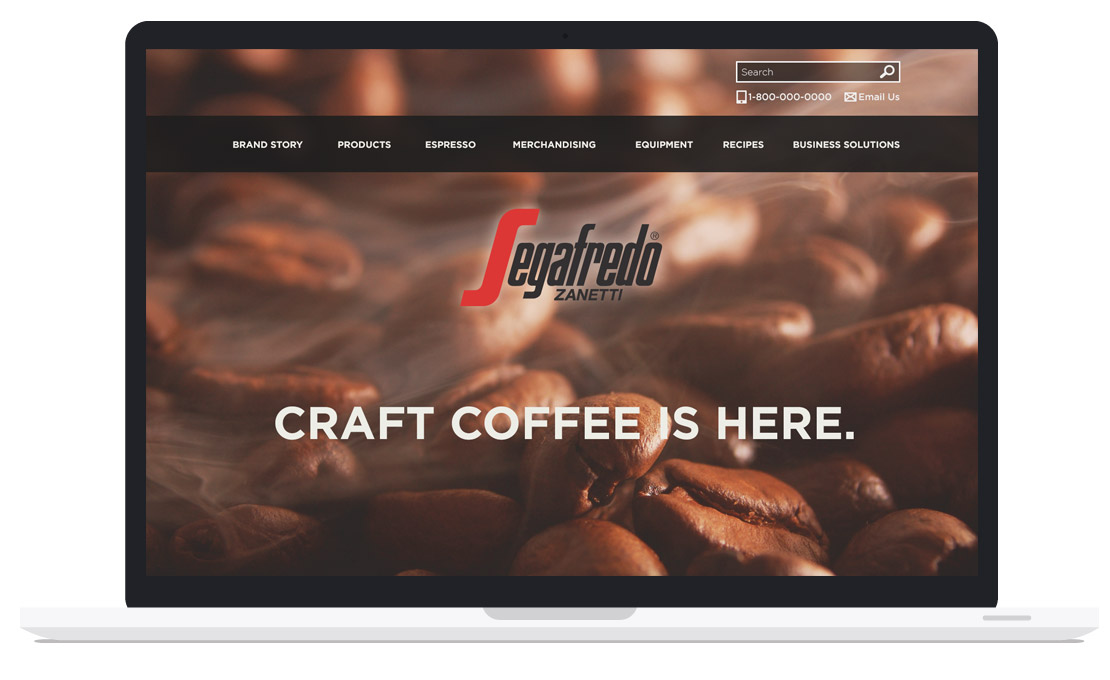 Search
1-800-000-0000 Email Us
BRAND STORY PRODUCTS ESPRESSO MERCHANDISING EQUIPMENT RECIPES BUSINESS SOLUTIONS
Segafredo®
ZANETTI
CRAFT COFFEE IS HERE.